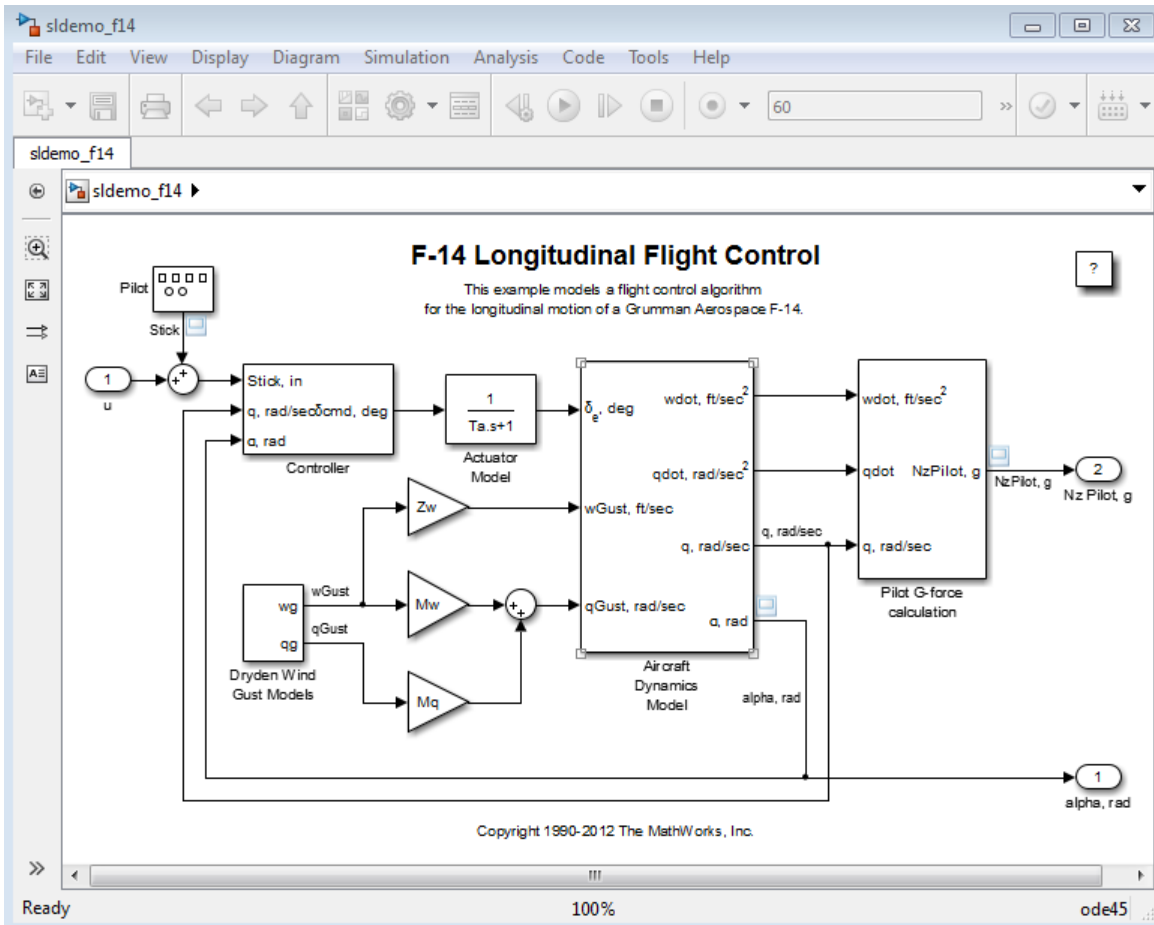 sldemo_f14
File Edit View Display Diagram Simulation Analysis Code Tools Help
60
sldemo_f14
sldemo_f14
F-14 Longitudinal Flight Control
This example models a flight control algorithm
for the longitudinal motion of a Grumman Aerospace F-14.
?
Pilot
Stick
1
u
+
+
Stick, in
q, rad/secδcmd, deg
α, rad
Controller
1
Ta.s+1
Actuator
Model
δe, deg
wGust, ft/sec
qGust, rad/sec
wdot, ft/sec2
qdot, rad/sec2
q, rad/sec
α, rad
Aircraft
Dynamics
Model
q, rad/sec
alpha, rad
wdot, ft/sec2
qdot NzPilot, g
q, rad/sec
Pilot G-force
calculation
NzPilot, g
2
Nz Pilot, g
Zw
Mw
Mq
+
+
wg
qg
wGust
qGust
Dryden Wind
Gust Models
1
alpha, rad
Copyright 1990-2012 The MathWorks, Inc.
Ready 100% ode45